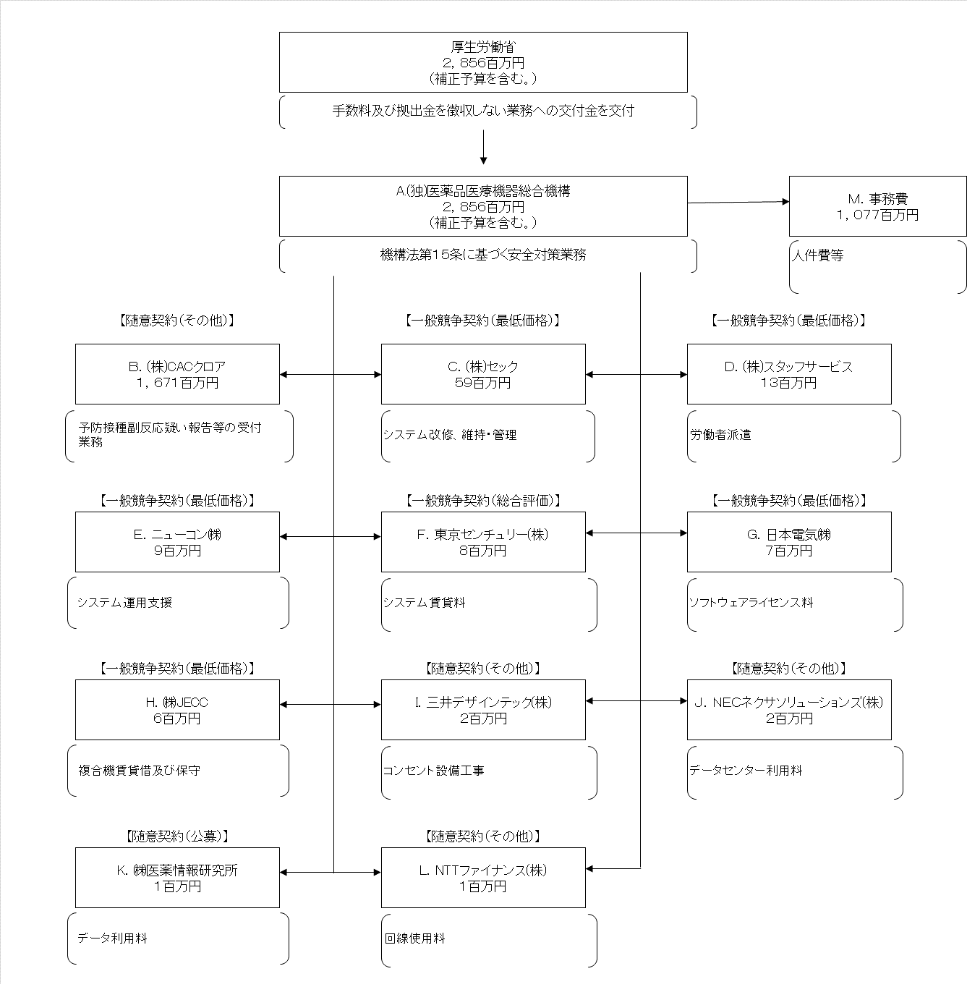 厚生労働省
２，８５６百万円
（補正予算を含む。）
手数料及び拠出金を徴収しない業務への交付金を交付
A.(独)医薬品医療機器総合機構
２，８５６百万円
（補正予算を含む。）
機構法第１５条に基づく安全対策業務
M．事務費
１，０７７百万円
人件費等
【随意契約（その他）】
【一般競争契約（最低価格）】
【一般競争契約（最低価格）】
B．(株)CACクロア
１，６７１百万円
C．(株)セック
５９百万円
D．(株)スタッフサービス
１３百万円
予防接種副反応疑い報告等の受付
業務
システム改修、維持・管理
労働者派遣
【一般競争契約（最低価格）】
【一般競争契約（総合評価）】
【一般競争契約（最低価格）】
E．ニューコン㈱
９百万円
F．東京センチュリー(株)
８百万円
G．日本電気㈱
７百万円
システム運用支援
システム賃貸料
ソフトウェアライセンス料
【一般競争契約（最低価格）】
【随意契約（その他）】
【随意契約（その他）】
H．㈱JECC
６百万円
I．三井デザインテック(株)
２百万円
J．NECネクサソリューションズ(株)
２百万円
複合機賃貸借及び保守
コンセント設備工事
データセンター利用料
【随意契約（公募）】
【随意契約（その他）】
K．㈱医薬情報研究所
１百万円
L．NTTファイナンス(株)
１百万円
データ利用料
回線使用料